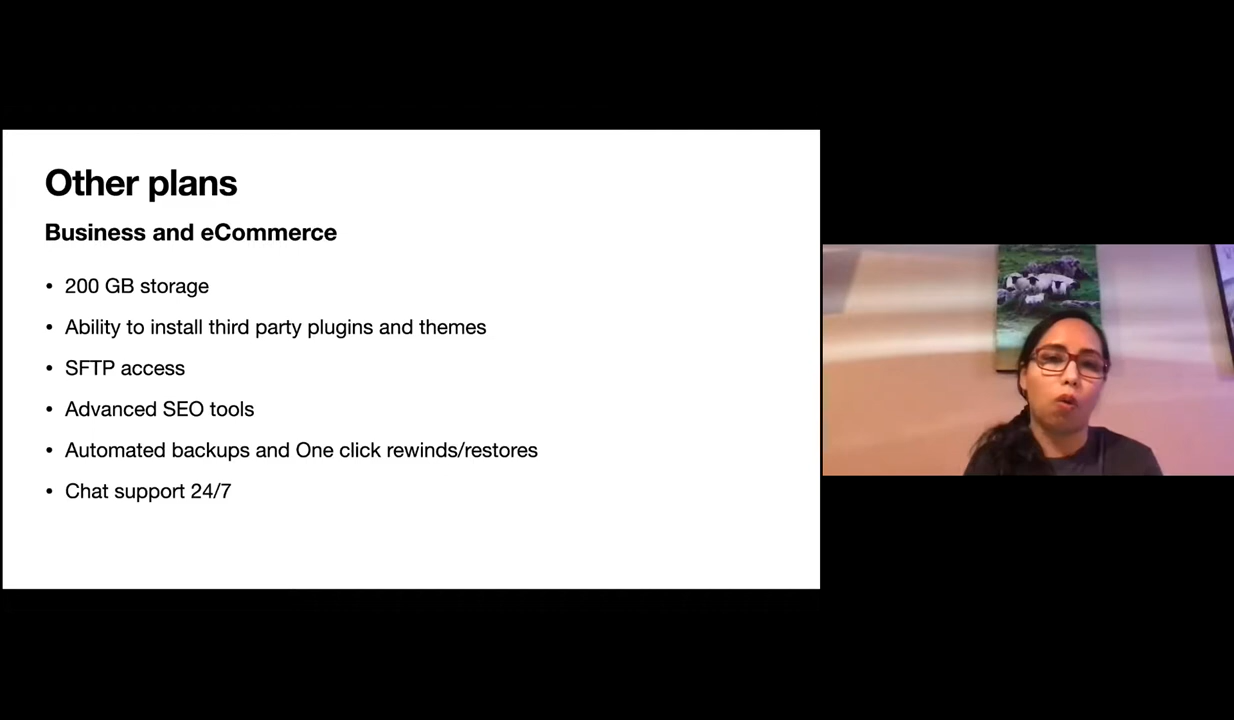 Other plans
Business and eCommerce
• 200 GB storage
• Ability to install third party plugins and themes
• SFTP access
• Advanced SEO tools
• Automated backups and One click rewinds/restores
• Chat support 24/7